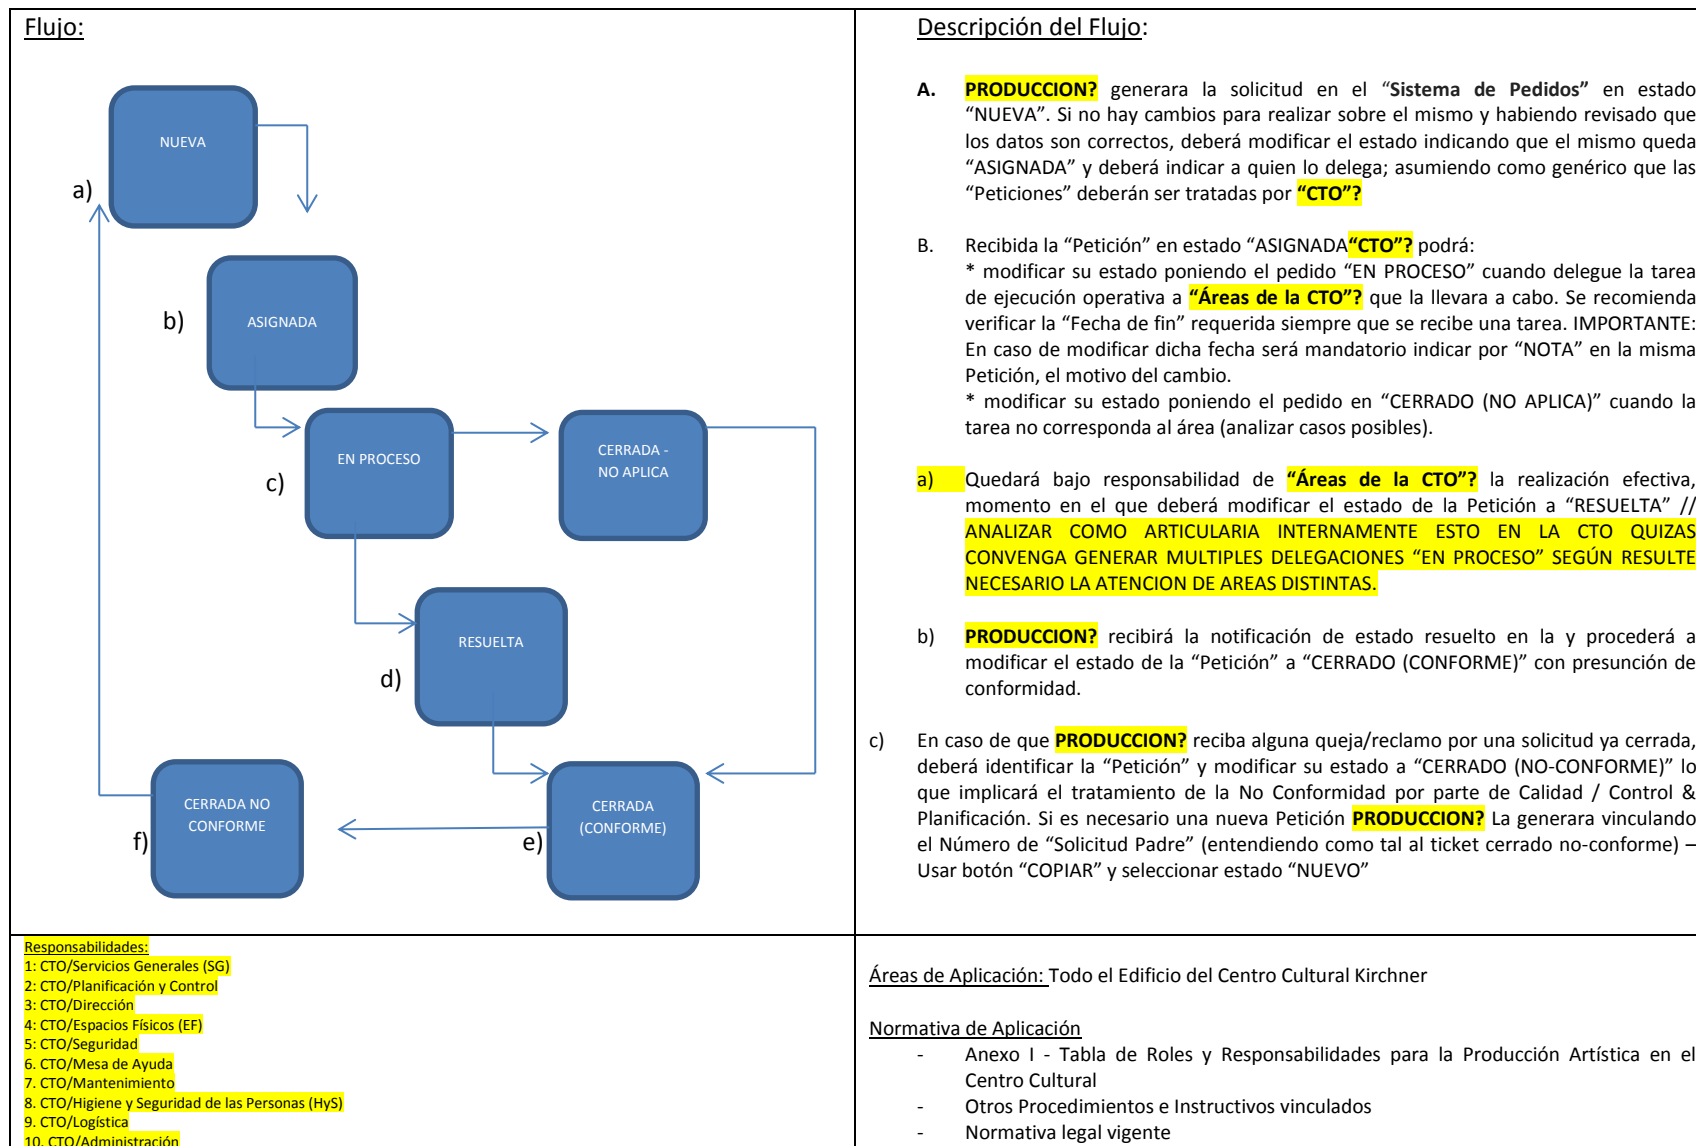 Flujo:
NUEVA
a)
b)
ASIGNADA
EN PROCESO
c)
CERRADA -
NO APLICA
RESUELTA
d)
CERRADA NO
CONFORME
f)
CERRADA
(CONFORME)
e)
Descripción del Flujo:
A. PRODUCCION? generara la solicitud en el “Sistema de Pedidos” en estado
“NUEVA”. Si no hay cambios para realizar sobre el mismo y habiendo revisado que
los datos son correctos, deberá modificar el estado indicando que el mismo queda
“ASIGNADA” y deberá indicar a quien lo delega; asumiendo como genérico que las
“Peticiones” deberán ser tratadas por “CTO”?
B. Recibida la “Petición” en estado “ASIGNADA“CTO”? podrá:
* modificar su estado poniendo el pedido “EN PROCESO” cuando delegue la tarea
de ejecución operativa a “Áreas de la CTO”? que la llevara a cabo. Se recomienda
verificar la “Fecha de fin” requerida siempre que se recibe una tarea. IMPORTANTE:
En caso de modificar dicha fecha será mandatorio indicar por “NOTA” en la misma
Petición, el motivo del cambio.
* modificar su estado poniendo el pedido en “CERRADO (NO APLICA)” cuando la
tarea no corresponda al área (analizar casos posibles).
a) Quedará bajo responsabilidad de “Áreas de la CTO”? la realización efectiva,
momento en el que deberá modificar el estado de la Petición a “RESUELTA” //
ANALIZAR COMO ARTICULARIA INTERNAMENTE ESTO EN LA CTO QUIZAS
CONVENGA GENERAR MULTIPLES DELEGACIONES “EN PROCESO” SEGÚN RESULTE
NECESARIO LA ATENCION DE AREAS DISTINTAS.
b) PRODUCCION? recibirá la notificación de estado resuelto en la y procederá a
modificar el estado de la “Petición” a “CERRADO (CONFORME)” con presunción de
conformidad.
c) En caso de que PRODUCCION? reciba alguna queja/reclamo por una solicitud ya cerrada,
deberá identificar la “Petición” y modificar su estado a “CERRADO (NO-CONFORME)” lo
que implicará el tratamiento de la No Conformidad por parte de Calidad / Control &
Planificación. Si es necesario una nueva Petición PRODUCCION? La generara vinculando
el Número de “Solicitud Padre” (entendiendo como tal al ticket cerrado no-conforme) –
Usar botón “COPIAR” y seleccionar estado “NUEVO”
Responsabilidades:
1: CTO/Servicios Generales (SG)
2: CTO/Planificación y Control
3: CTO/Dirección
4: CTO/Espacios Físicos (EF)
5: CTO/Seguridad
6. CTO/Mesa de Ayuda
7. CTO/Mantenimiento
8. CTO/Higiene y Seguridad de las Personas (HyS)
9. CTO/Logística
10. CTO/Administración
Áreas de Aplicación: Todo el Edificio del Centro Cultural Kirchner
Normativa de Aplicación
- Anexo I - Tabla de Roles y Responsabilidades para la Producción Artística en el
Centro Cultural
- Otros Procedimientos e Instructivos vinculados
- Normativa legal vigente